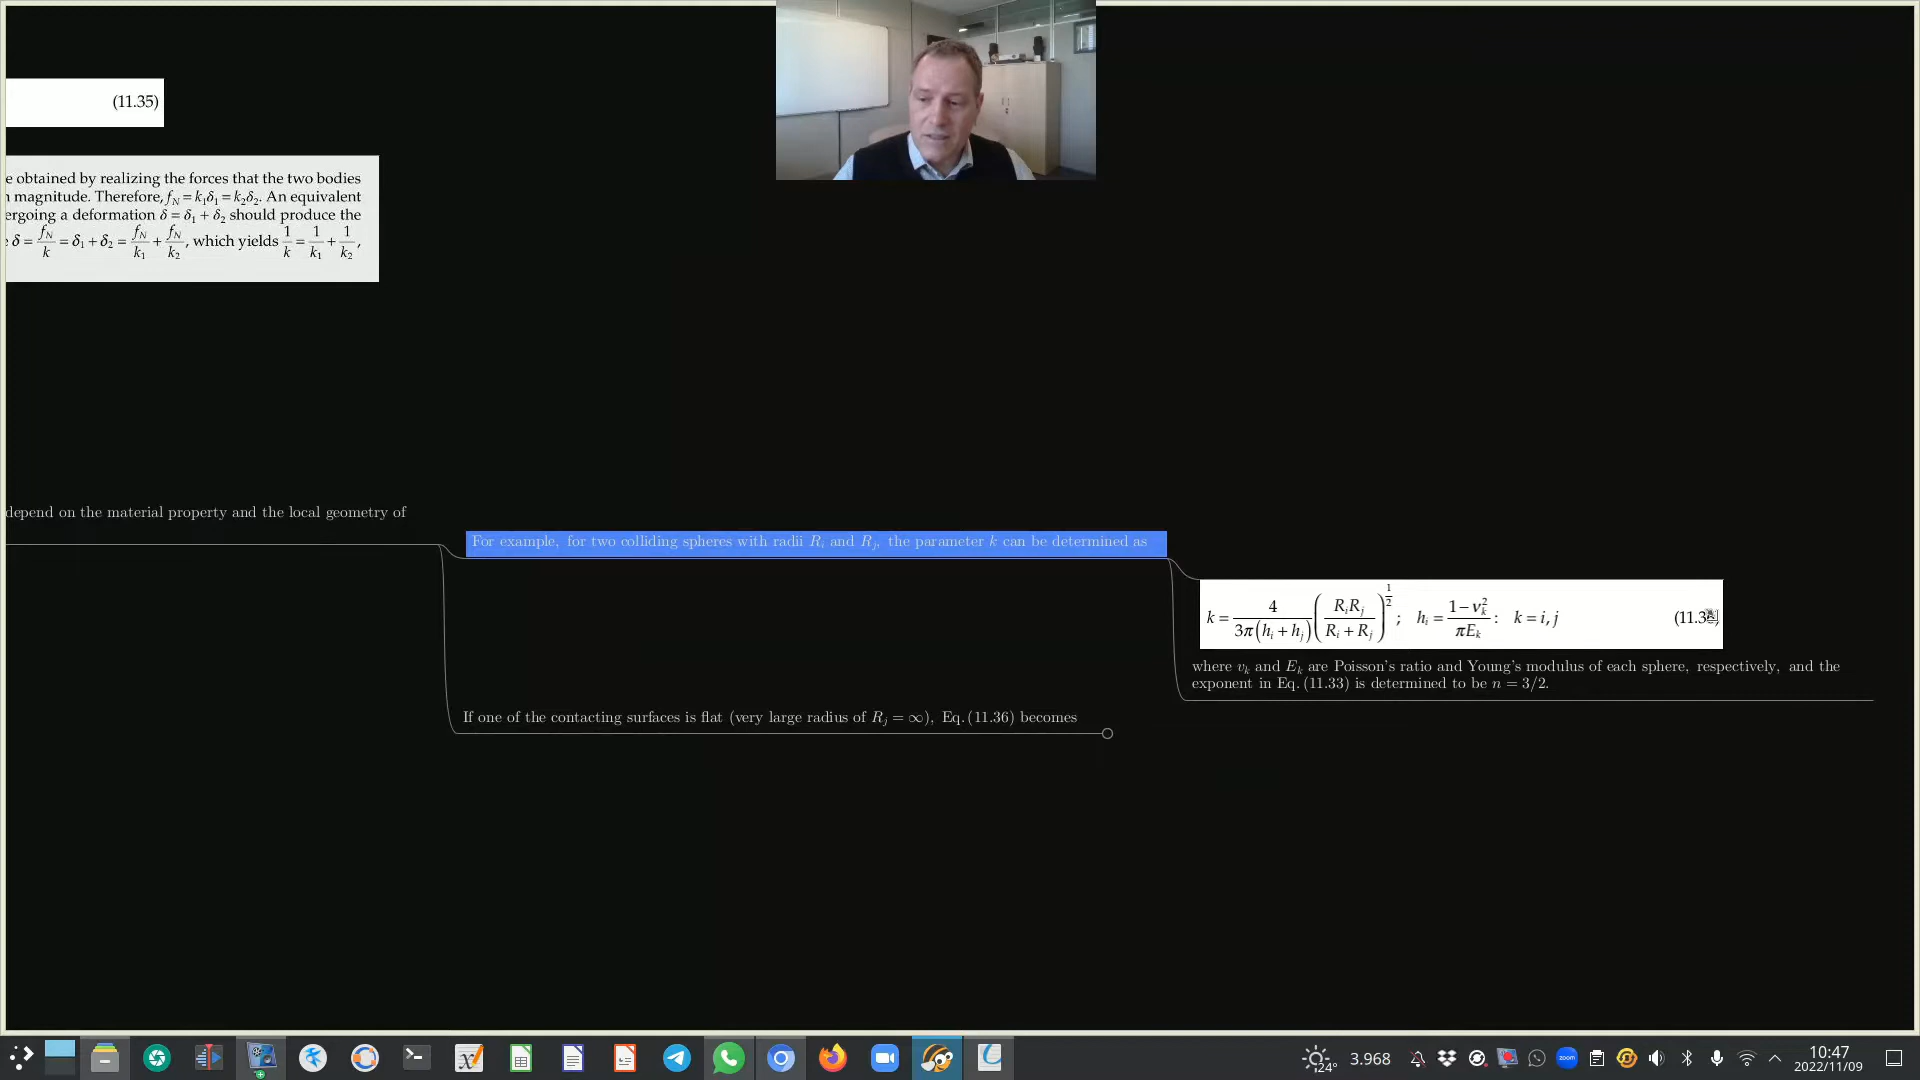 (11.35)
e obtained by realizing the forces that the two bodies
n magnitude. Therefore, f_N = k_1δ_1 = k_2δ_2. An equivalent
ergoing a deformation δ = δ_1 + δ_2 should produce the
e δ = f_N/k = δ_1 + δ_2 = f_N/k_1 + f_N/k_2, which yields 1/k = 1/k_1 + 1/k_2,
depend on the material property and the local geometry of
For example, for two colliding spheres with radii R_i and R_j, the parameter k can be determined as
k = 4/(3π(h_i + h_j)) (R_iR_j/(R_i + R_j))^(1/2); h_i = (1 − ν_k^2)/(πE_k): k = i, j (11.36)
where v_k and E_k are Poisson's ratio and Young's modulus of each sphere, respectively, and the
exponent in Eq. (11.33) is determined to be n = 3/2.
If one of the contacting surfaces is flat (very large radius of R_j = ∞), Eq. (11.36) becomes
24°
3.968
zoom
10:47
2022/11/09